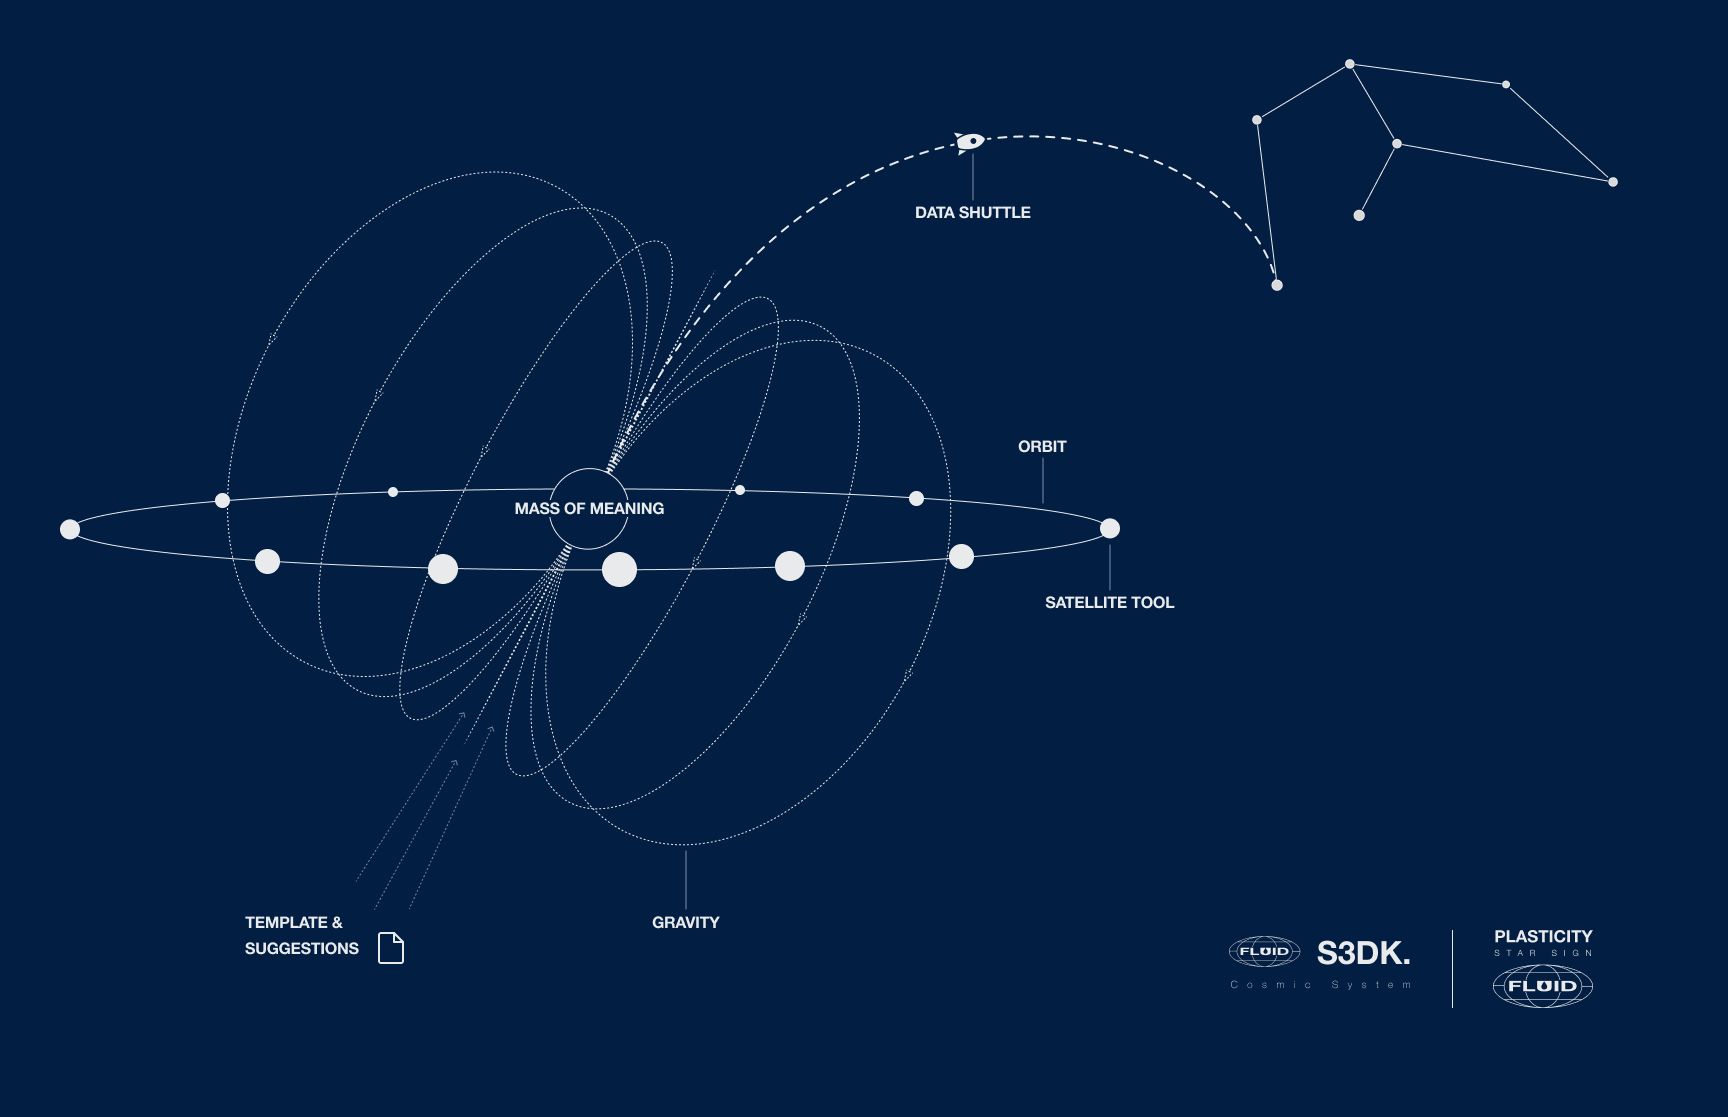 DATA SHUTTLE
ORBIT
MASS OF MEANING
SATELLITE TOOL
TEMPLATE &
SUGGESTIONS
GRAVITY
FLUID S3DK.
Cosmic System
PLASTICITY
STAR SIGN
FLUID